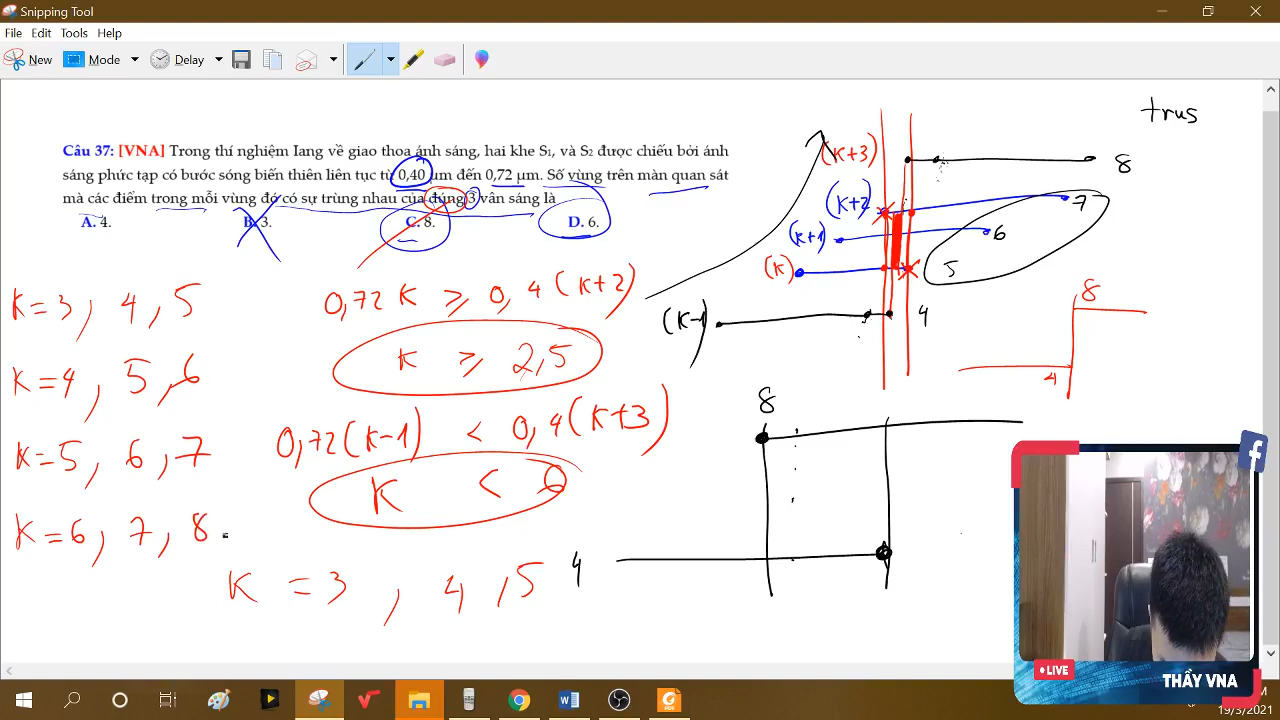 Snipping Tool
File Edit Tools Help
New Mode Delay
Câu 37: [VNA] Trong thí nghiệm Iang về giao thoa ánh sáng, hai khe S₁, và S₂ được chiếu bởi ánh
sáng phức tạp có bước sóng biến thiên liên tục từ 0,40 μm đến 0,72 μm. Số vùng trên màn quan sát
mà các điểm trong mỗi vùng đó có sự trùng nhau của đúng 3 vân sáng là
A. 4. B. 3. C. 8. D. 6.
trus
(k+3) 8
(k+2) 7
(k+1) 6
(k) 5
(k-1) 4
8
4
K=3, 4, 5
K=4, 5, 6
K=5, 6, 7
K=6, 7, 8
0,72K ≥ 0,4(k+2)
K ≥ 2,5
0,72(k-1) < 0,4(k+3)
K < 6
K = 3, 4, 5
8
4
LIVE
THẦY VNA
19/3/2021